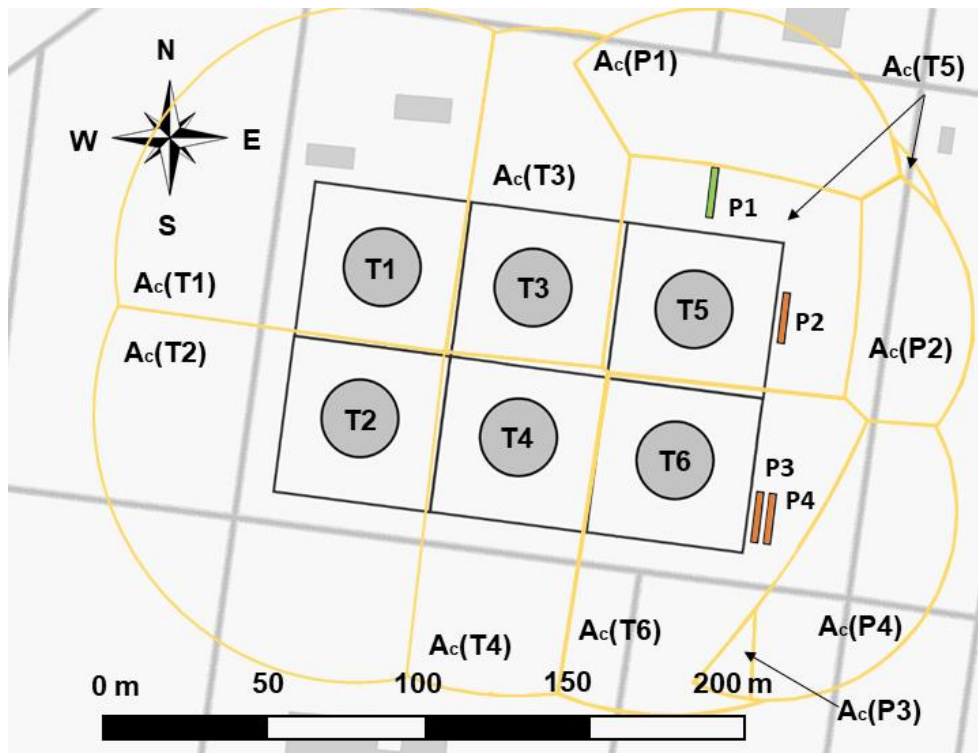 N
W E
S
Ac(P1)
Ac(T5)
Ac(T3)
P1
T1
T3
T5
Ac(T1)
P2
Ac(T2)
Ac(P2)
T2
T4
T6
P3
P4
Ac(T4)
Ac(T6)
Ac(P4)
0 m 50 100 150 200 m
Ac(P3)